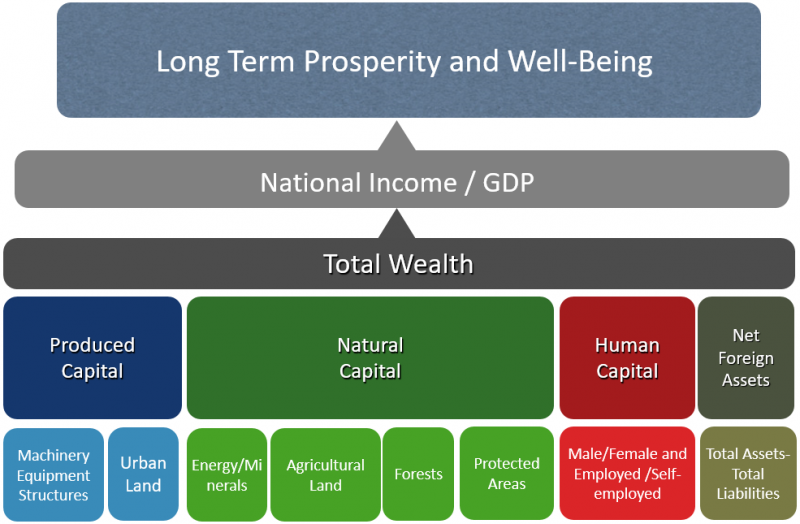 Long Term Prosperity and Well-Being
National Income / GDP
Total Wealth
Produced
Capital
Natural
Capital
Human
Capital
Net
Foreign
Assets
Machinery
Equipment
Structures
Urban
Land
Energy/Mi
nerals
Agricultural
Land
Forests
Protected
Areas
Male/Female and
Employed /Self-
employed
Total Assets-
Total
Liabilities